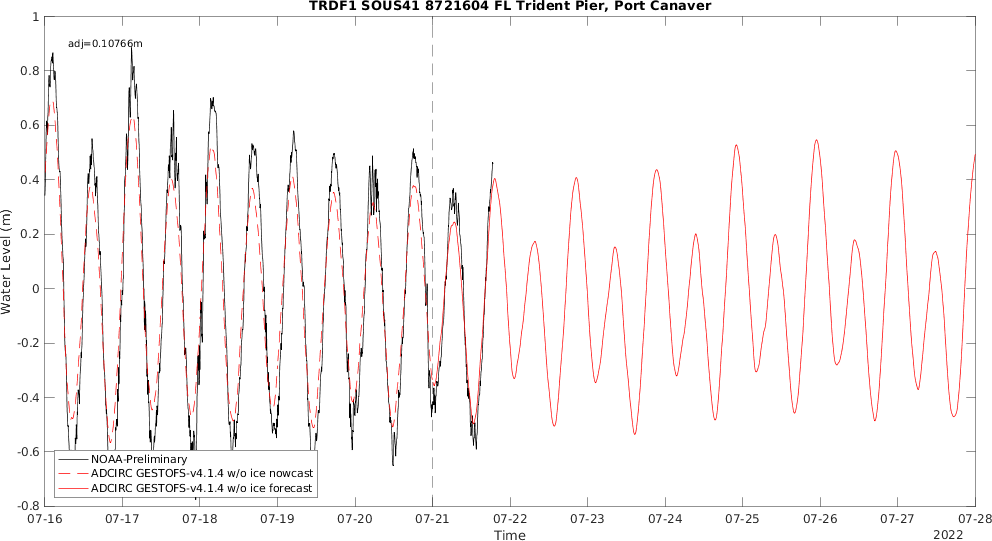 TRDF1 SOUS41 8721604 FL Trident Pier, Port Canaver
adj=0.10766m
Water Level (m)
1
0.8
0.6
0.4
0.2
0
-0.2
-0.4
-0.6
-0.8
NOAA-Preliminary
ADCIRC GESTOFS-v4.1.4 w/o ice nowcast
ADCIRC GESTOFS-v4.1.4 w/o ice forecast
07-16 07-17 07-18 07-19 07-20 07-21 07-22 07-23 07-24 07-25 07-26 07-27 07-28
Time
2022